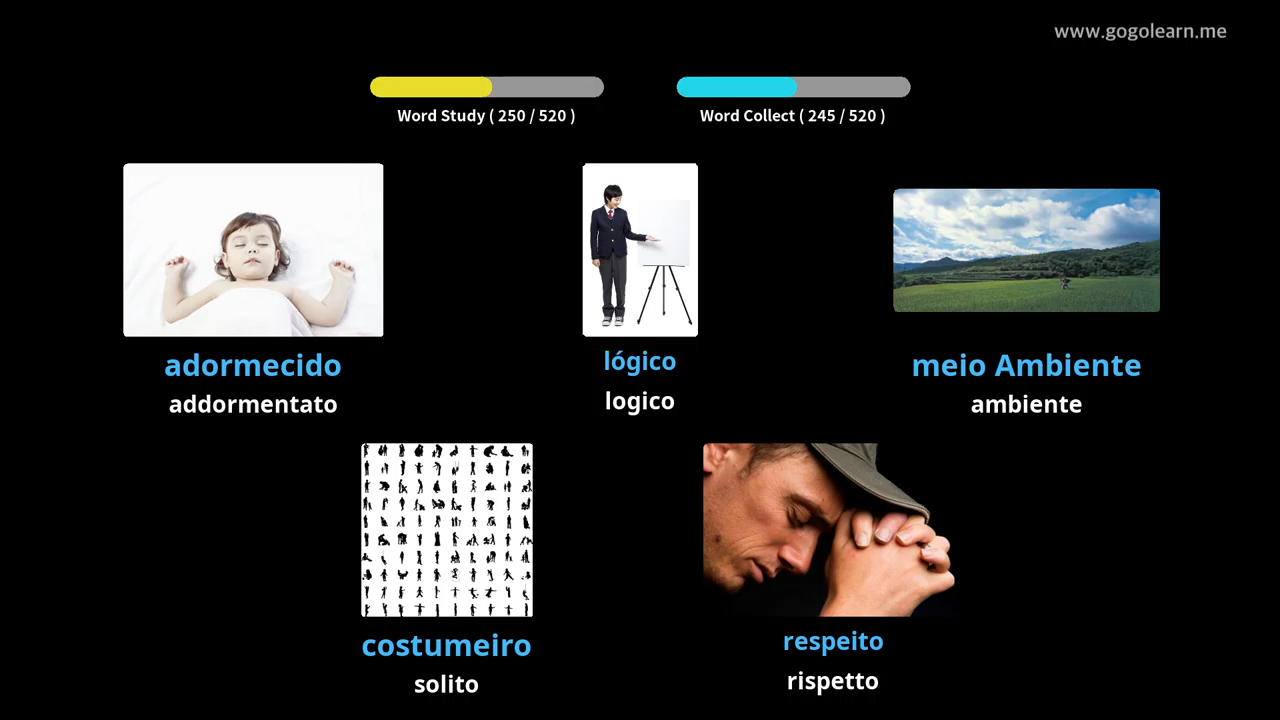 www.gogolearn.me
Word Study ( 250 / 520 )
Word Collect ( 245 / 520 )
adormecido
addormentato
lógico
logico
meio Ambiente
ambiente
costumeiro
solito
respeito
rispetto